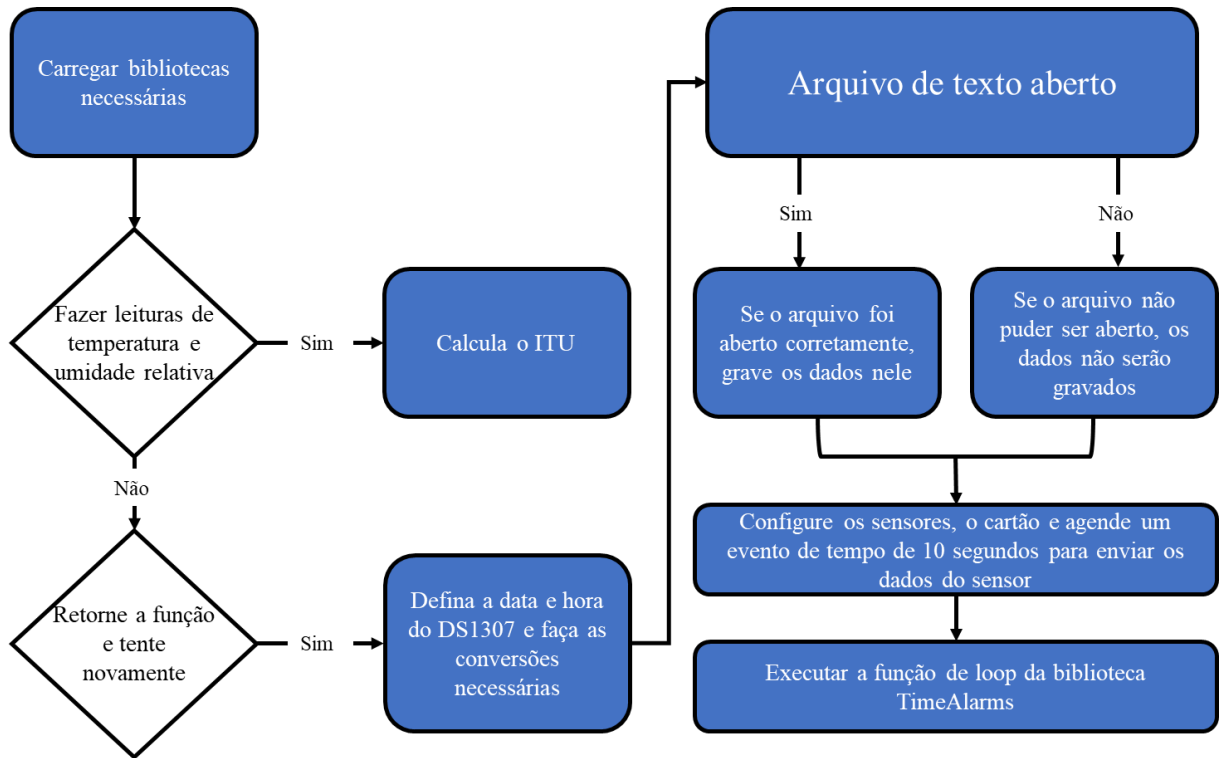 Carregar bibliotecas
necessárias
Fazer leituras de
temperatura e
umidade relativa
Sim
Calcula o ITU
Não
Retorne a função
e tente
novamente
Sim
Defina a data e hora
do DS1307 e faça as
conversões
necessárias
Arquivo de texto aberto
Sim
Não
Se o arquivo foi
aberto corretamente,
grave os dados nele
Se o arquivo não
puder ser aberto, os
dados não serão
gravados
Configure os sensores, o cartão e agende um
evento de tempo de 10 segundos para enviar os
dados do sensor
Executar a função de loop da biblioteca
TimeAlarms